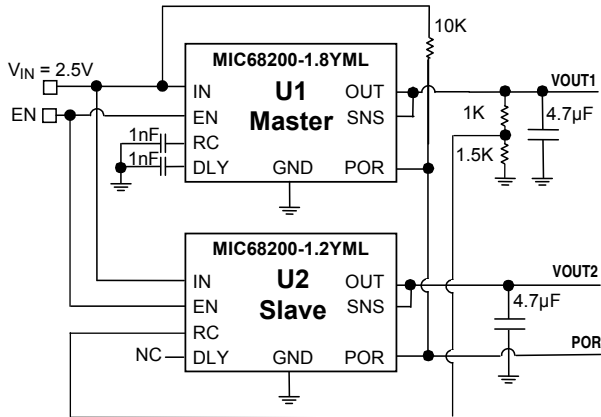 10K
MIC68200-1.8YML
VIN = 2.5V
IN
U1
OUT
VOUT1
EN
EN
Master
SNS
1K
4.7µF
1nF
RC
1nF
DLY
GND
POR
1.5K
MIC68200-1.2YML
IN
U2
OUT
VOUT2
EN
Slave
SNS
4.7µF
RC
NC
DLY
GND
POR
POR